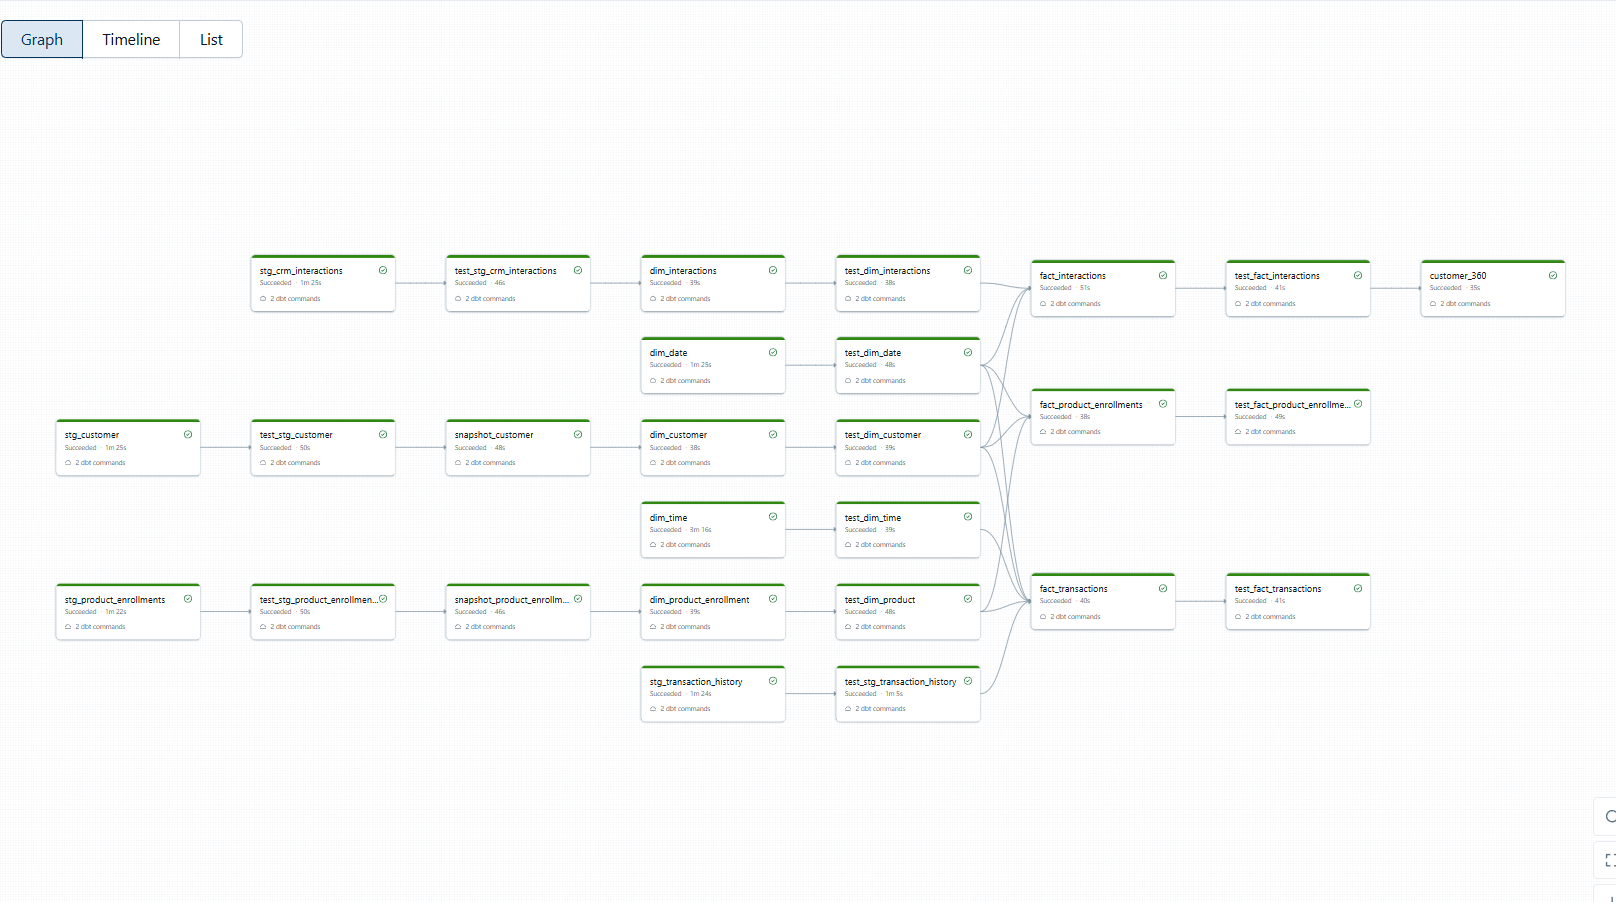 Graph
Timeline
List
stg_crm_interactions
Succeeded · 1m 25s
2 dbt commands
test_stg_crm_interactions
Succeeded · 46s
2 dbt commands
dim_interactions
Succeeded · 39s
2 dbt commands
test_dim_interactions
Succeeded · 38s
2 dbt commands
fact_interactions
Succeeded · 51s
2 dbt commands
test_fact_interactions
Succeeded · 41s
2 dbt commands
customer_360
Succeeded · 35s
2 dbt commands
dim_date
Succeeded · 1m 25s
2 dbt commands
test_dim_date
Succeeded · 48s
2 dbt commands
fact_product_enrollments
Succeeded · 38s
2 dbt commands
test_fact_product_enrollme...
Succeeded · 49s
2 dbt commands
stg_customer
Succeeded · 1m 25s
2 dbt commands
test_stg_customer
Succeeded · 50s
2 dbt commands
snapshot_customer
Succeeded · 48s
2 dbt commands
dim_customer
Succeeded · 38s
2 dbt commands
test_dim_customer
Succeeded · 39s
2 dbt commands
dim_time
Succeeded · 3m 16s
2 dbt commands
test_dim_time
Succeeded · 39s
2 dbt commands
stg_product_enrollments
Succeeded · 1m 22s
2 dbt commands
test_stg_product_enrollmen...
Succeeded · 50s
2 dbt commands
snapshot_product_enrollm...
Succeeded · 46s
2 dbt commands
dim_product_enrollment
Succeeded · 39s
2 dbt commands
test_dim_product
Succeeded · 48s
2 dbt commands
fact_transactions
Succeeded · 40s
2 dbt commands
test_fact_transactions
Succeeded · 41s
2 dbt commands
stg_transaction_history
Succeeded · 1m 24s
2 dbt commands
test_stg_transaction_history
Succeeded · 1m 5s
2 dbt commands